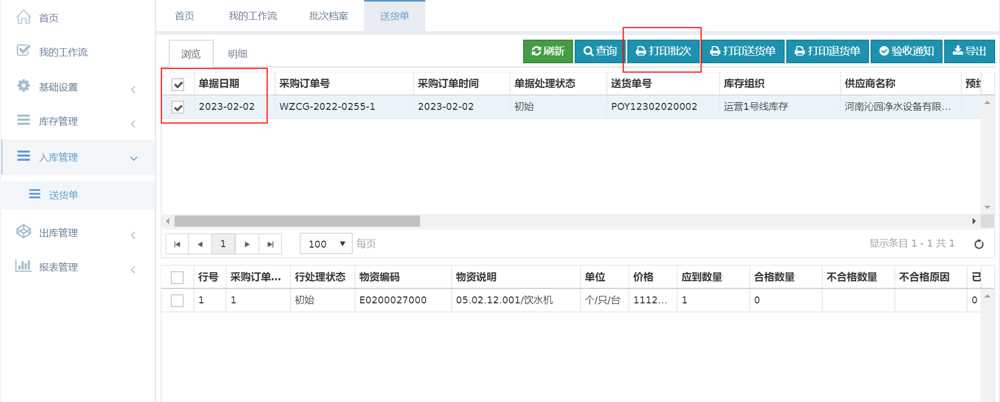 首页
我的工作流
基础设置
库存管理
入库管理
送货单
出库管理
报表管理
首页 我的工作流 批次档案 送货单
浏览 明细
刷新 查询 打印批次 打印送货单 打印退货单 验收通知 导出
单据日期 采购订单号 采购订单时间 单据处理状态 送货单号 库存组织 供应商名称
2023-02-02 WZCG-2022-0255-1 2023-02-02 初始 POY12302020002 运营1号线库存 河南沁园净水设备有限...
1 100 每页 显示条目 1 - 1 共 1
行号 采购订单... 行处理状态 物资编码 物资说明 单位 价格 应到数量 合格数量 不合格数量 不合格原因 已
1 1 初始 E0200027000 05.02.12.001/饮水机 个/只/台 1112... 1 0 0